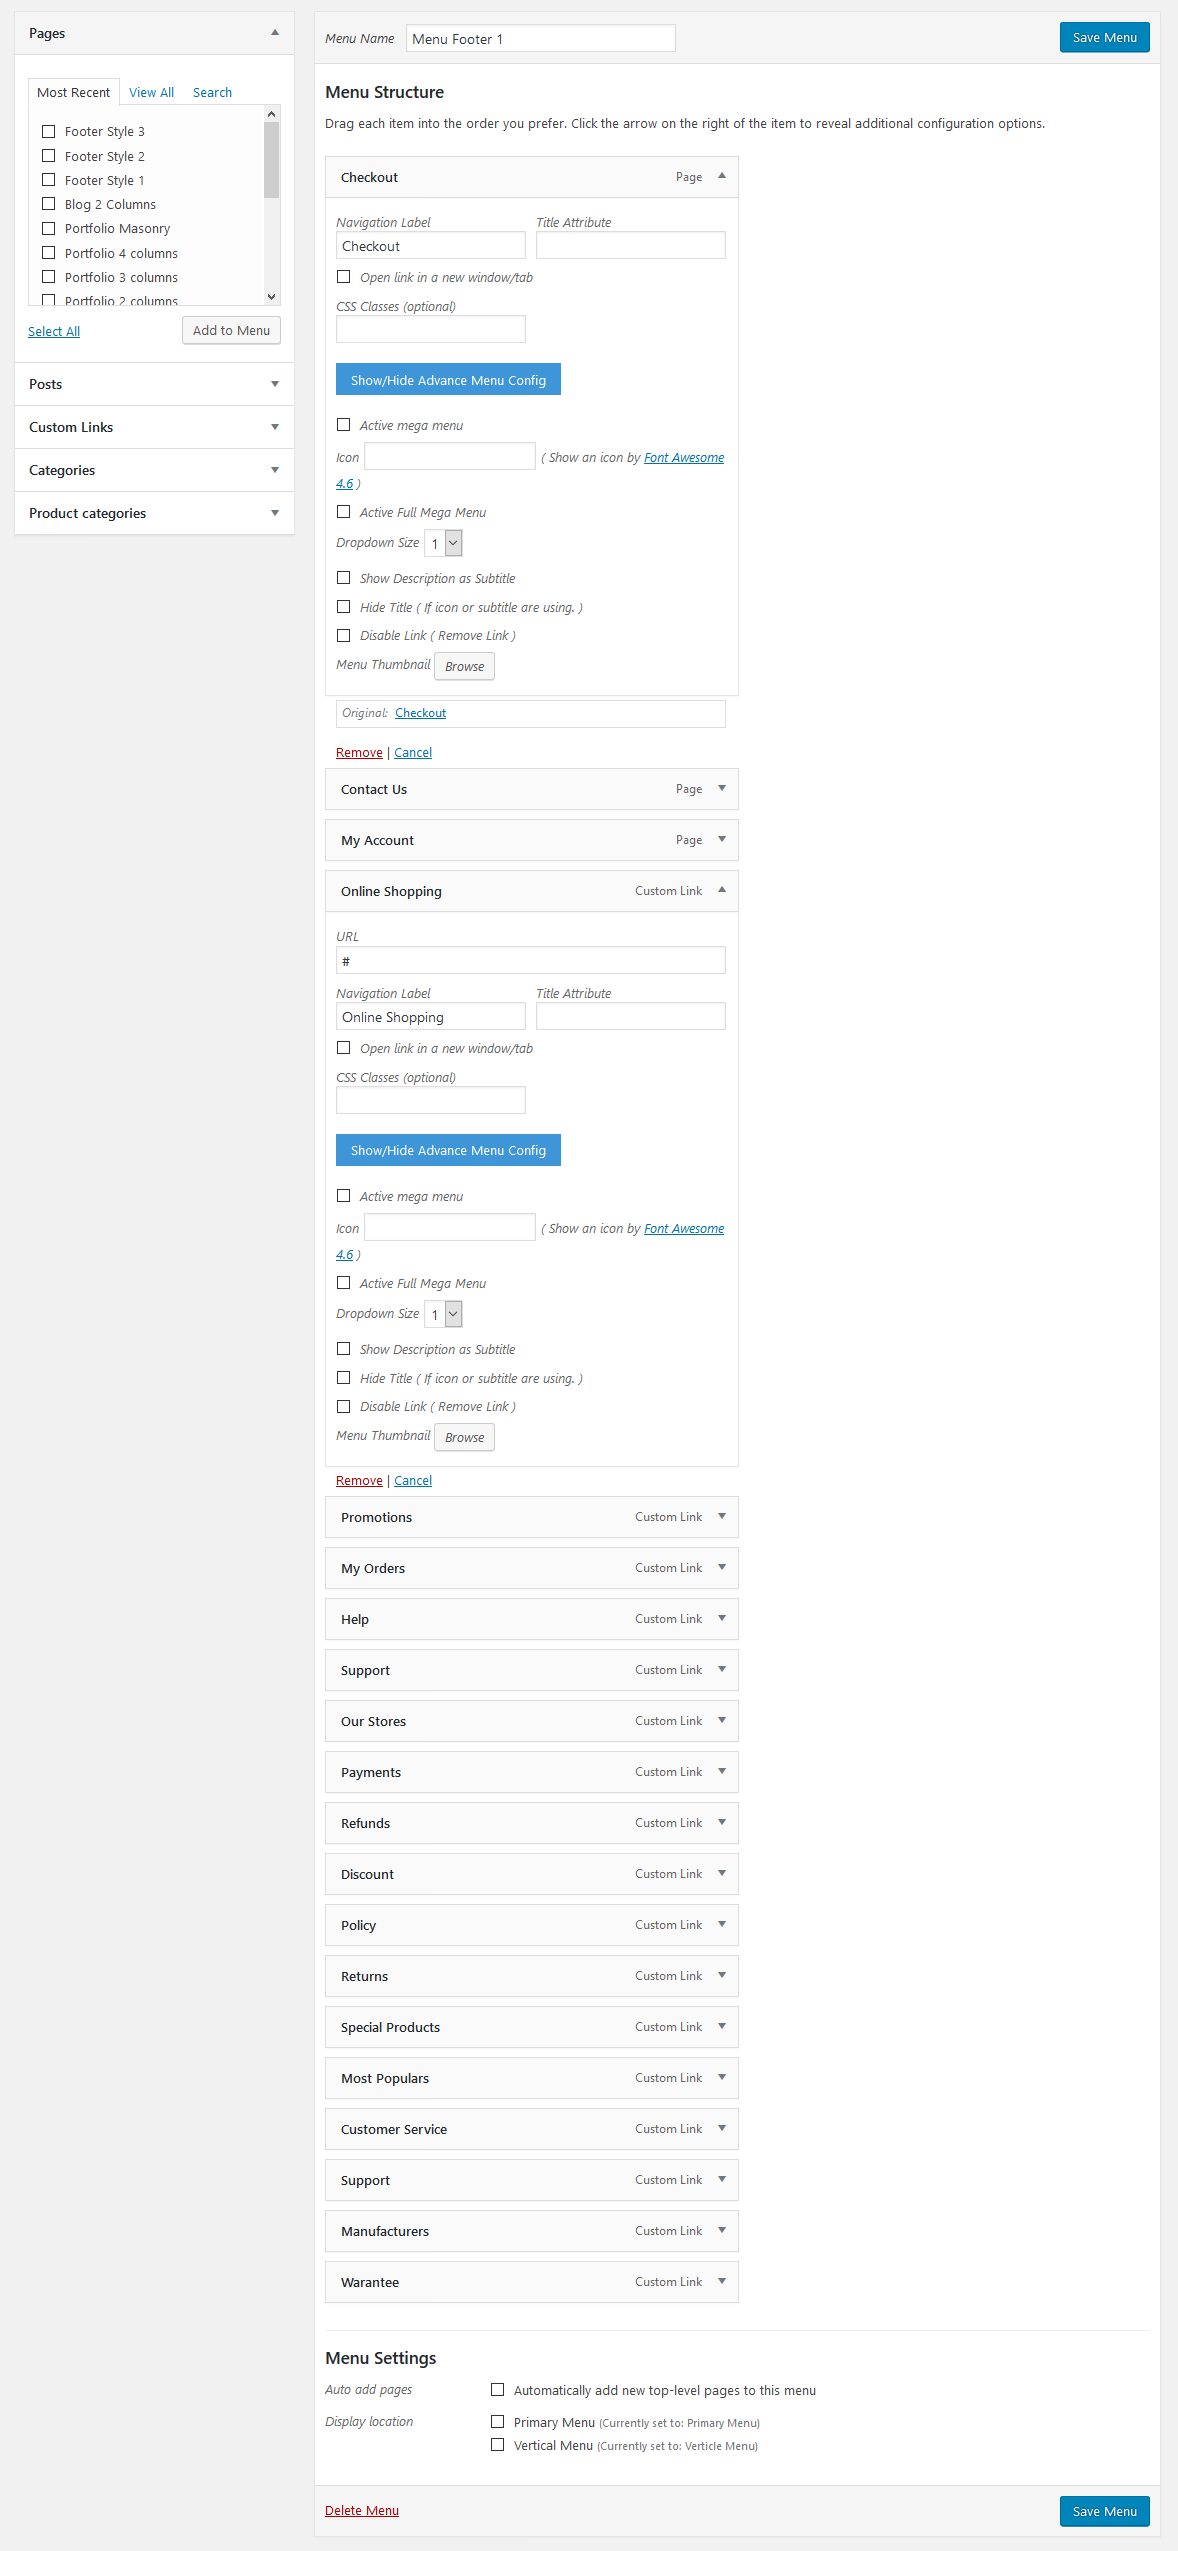 Pages
Most Recent View All Search
Footer Style 3
Footer Style 2
Footer Style 1
Blog 2 Columns
Portfolio Masonry
Portfolio 4 columns
Portfolio 3 columns
Portfolio 2 columns
Select All Add to Menu
Posts
Custom Links
Categories
Product categories
Menu Name Menu Footer 1 Save Menu
Menu Structure
Drag each item into the order you prefer. Click the arrow on the right of the item to reveal additional configuration options.
Checkout Page
Navigation Label Title Attribute
Checkout
Open link in a new window/tab
CSS Classes (optional)
Show/Hide Advance Menu Config
Active mega menu
Icon ( Show an icon by Font Awesome
4.6 )
Active Full Mega Menu
Dropdown Size 1
Show Description as Subtitle
Hide Title ( If icon or subtitle are using. )
Disable Link ( Remove Link )
Menu Thumbnail Browse
Original: Checkout
Remove | Cancel
Contact Us Page
My Account Page
Online Shopping Custom Link
URL
#
Navigation Label Title Attribute
Online Shopping
Open link in a new window/tab
CSS Classes (optional)
Show/Hide Advance Menu Config
Active mega menu
Icon ( Show an icon by Font Awesome
4.6 )
Active Full Mega Menu
Dropdown Size 1
Show Description as Subtitle
Hide Title ( If icon or subtitle are using. )
Disable Link ( Remove Link )
Menu Thumbnail Browse
Remove | Cancel
Promotions Custom Link
My Orders Custom Link
Help Custom Link
Support Custom Link
Our Stores Custom Link
Payments Custom Link
Refunds Custom Link
Discount Custom Link
Policy Custom Link
Returns Custom Link
Special Products Custom Link
Most Populars Custom Link
Customer Service Custom Link
Support Custom Link
Manufacturers Custom Link
Warantee Custom Link
Menu Settings
Auto add pages Automatically add new top-level pages to this menu
Display location Primary Menu (Currently set to: Primary Menu)
Vertical Menu (Currently set to: Verticle Menu)
Delete Menu Save Menu